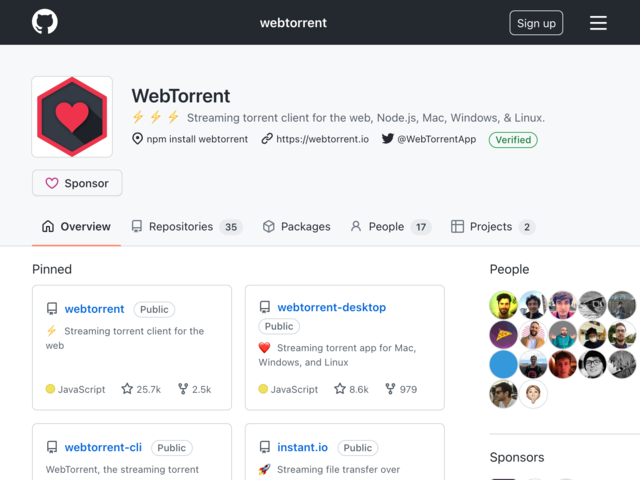 webtorrent
Sign up
WebTorrent
⚡ ⚡ ⚡ Streaming torrent client for the web, Node.js, Mac, Windows, & Linux.
npm install webtorrent https://webtorrent.io @WebTorrentApp Verified
Sponsor
Overview Repositories 35 Packages People 17 Projects 2
Pinned
webtorrent Public
⚡ Streaming torrent client for the
web
JavaScript 25.7k 2.5k
webtorrent-desktop
Public
❤️ Streaming torrent app for Mac,
Windows, and Linux
JavaScript 8.6k 979
webtorrent-cli Public
WebTorrent, the streaming torrent
instant.io Public
🚀 Streaming file transfer over
People
Sponsors